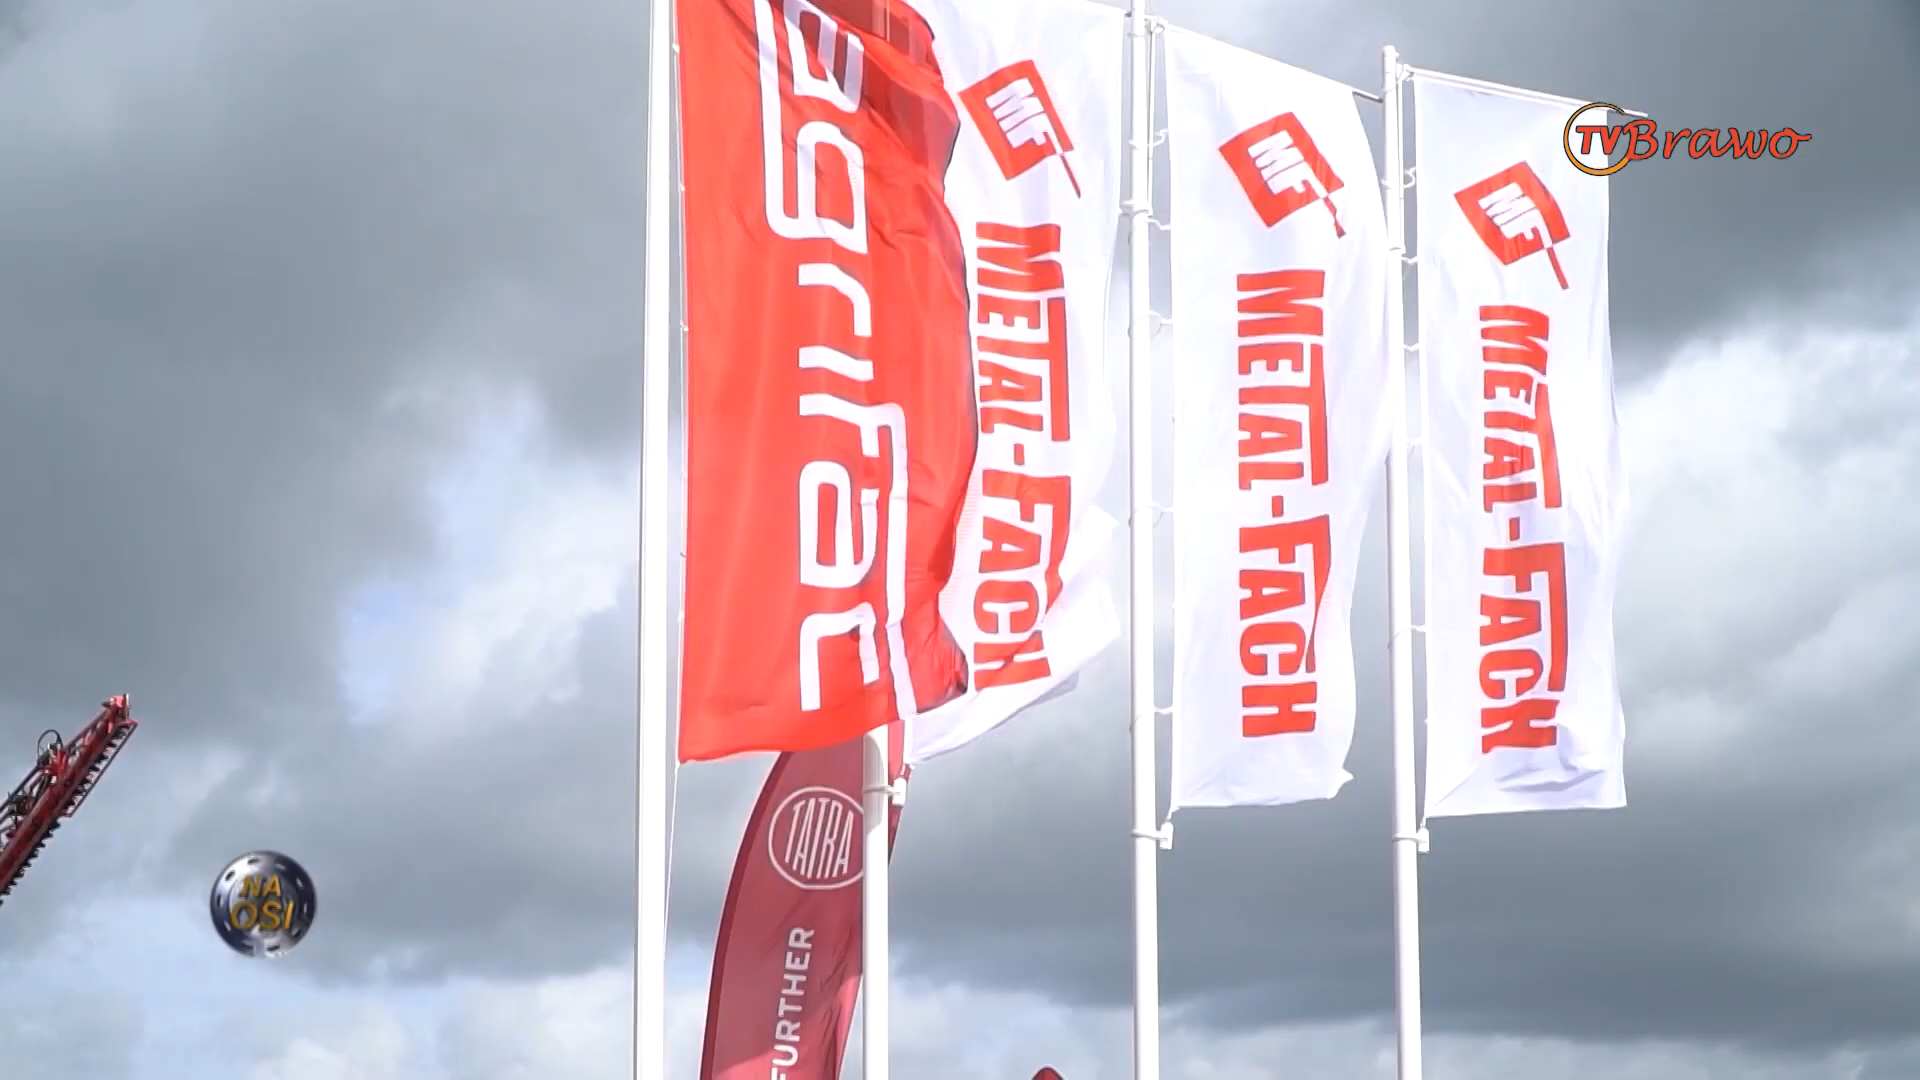 agrifac
MF
METAL-FACH
MF
METAL-FACH
MF
METAL-FACH
TV Brawo
TATRA
FURTHER
NA
OSI